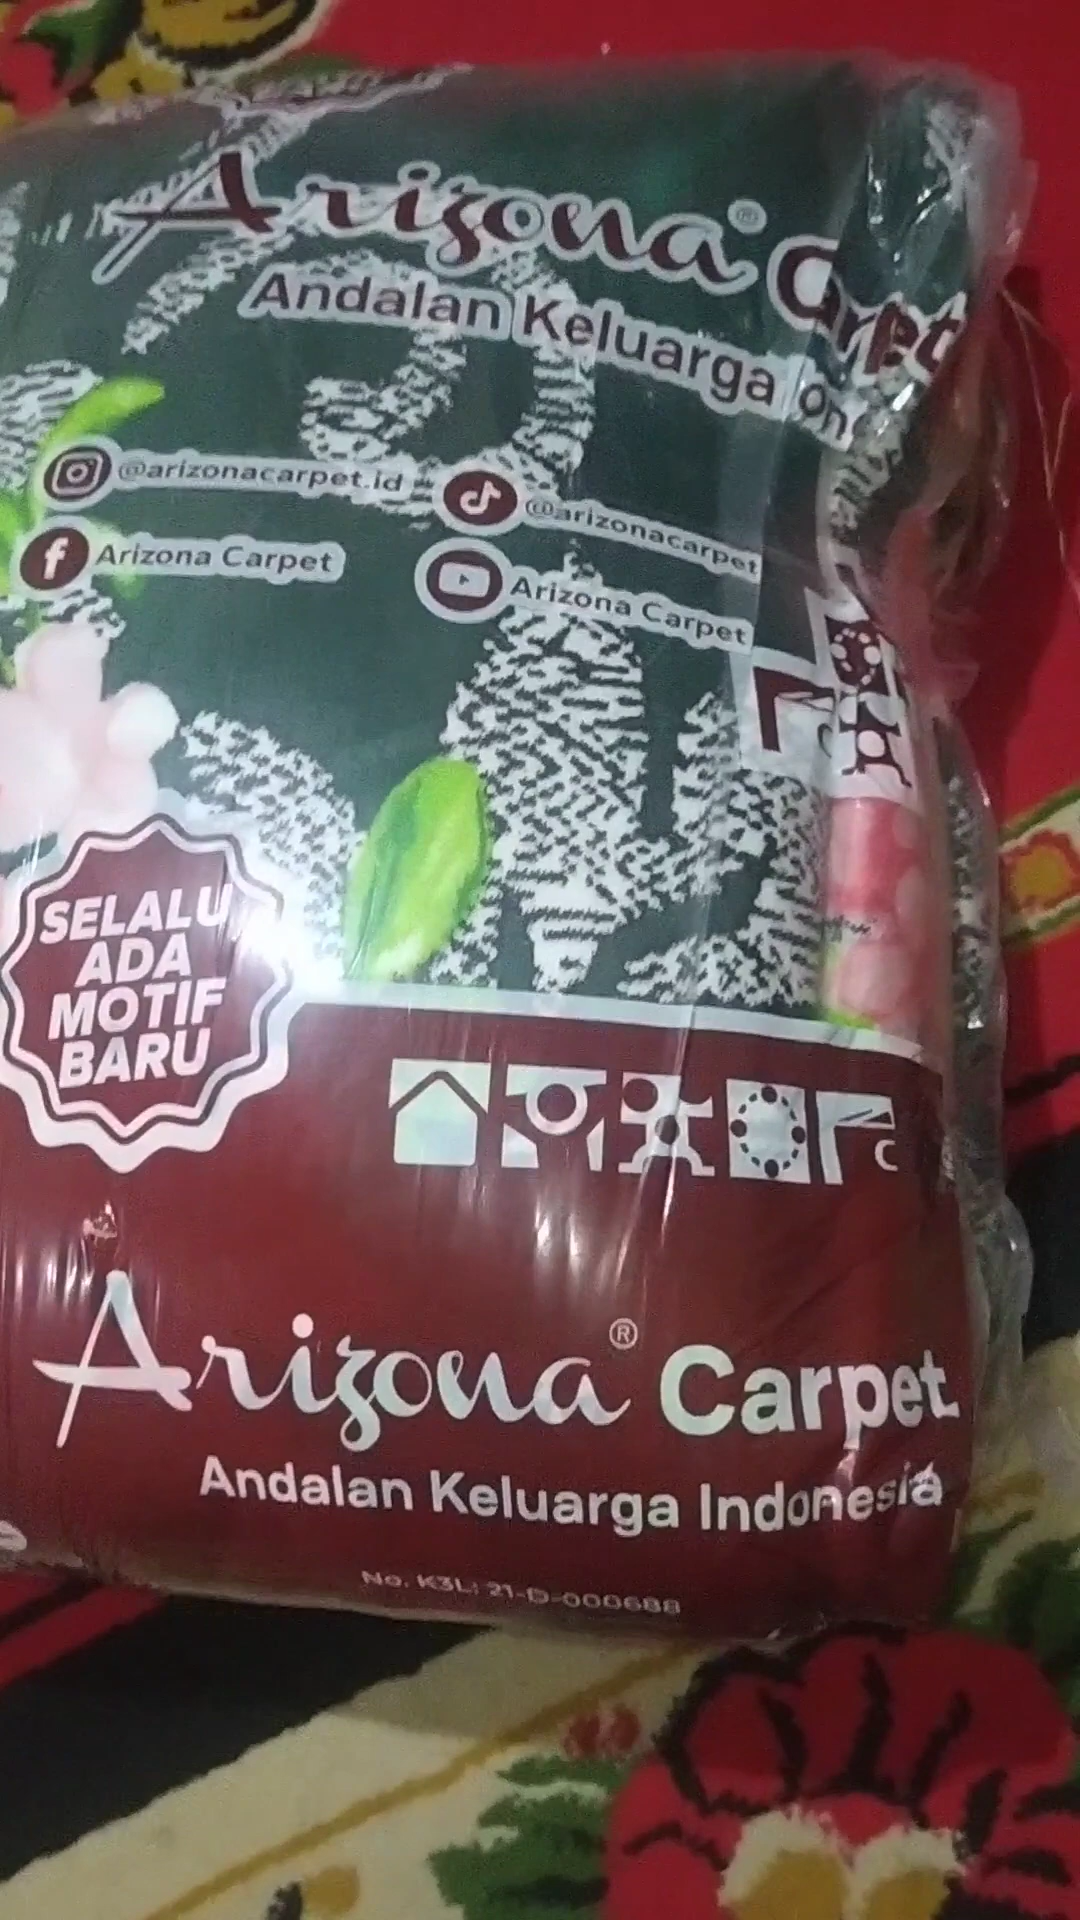 Arizona® Carpet
Andalan Keluarga
@arizonacarpet.id
@arizonacarpet
Arizona Carpet
Arizona Carpet
SELALU
ADA
MOTIF
BARU
Arizona® Carpet
Andalan Keluarga Indonesia
No. K3L: 21-D-000688